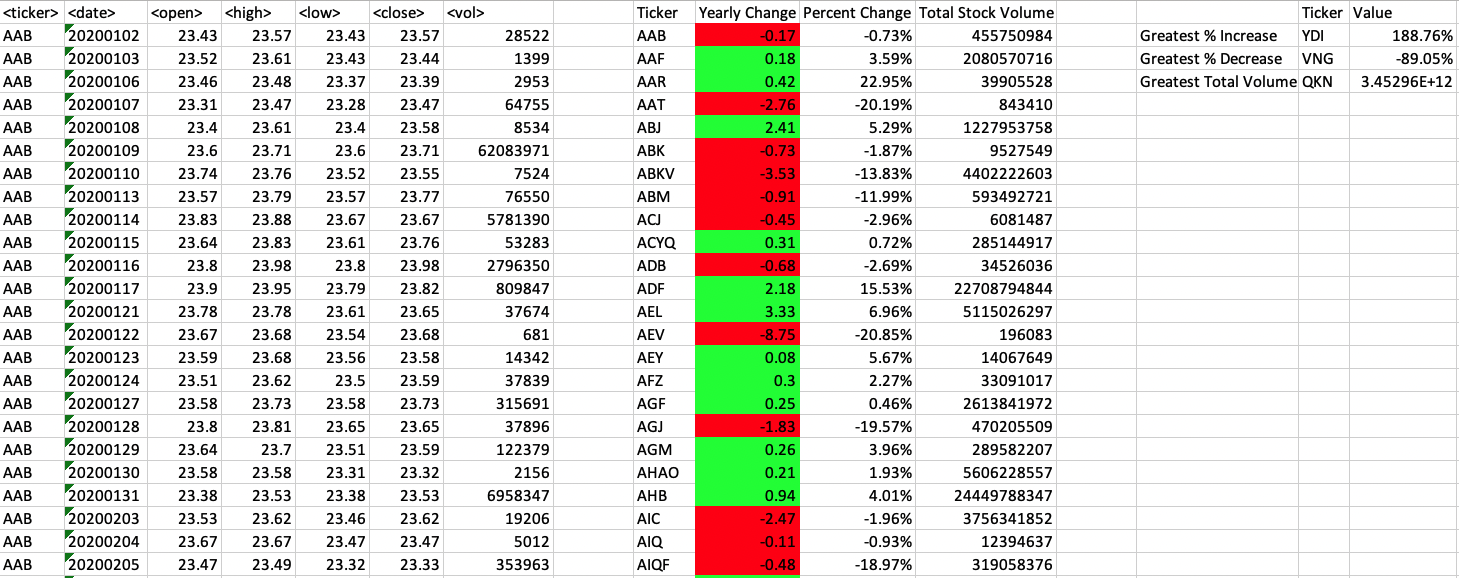 <ticker> <date> <open> <high> <low> <close> <vol> Ticker Yearly Change Percent Change Total Stock Volume Ticker Value
AAB 20200102 23.43 23.57 23.43 23.57 28522 AAB -0.17 -0.73% 455750984 Greatest % Increase YDI 188.76%
AAB 20200103 23.52 23.61 23.43 23.44 1399 AAF 0.18 3.59% 2080570716 Greatest % Decrease VNG -89.05%
AAB 20200106 23.46 23.48 23.37 23.39 2953 AAR 0.42 22.95% 39905528 Greatest Total Volume QKN 3.45296E+12
AAB 20200107 23.31 23.47 23.28 23.47 64755 AAT -2.76 -20.19% 843410
AAB 20200108 23.4 23.61 23.4 23.58 8534 ABJ 2.41 5.29% 1227953758
AAB 20200109 23.6 23.71 23.6 23.71 62083971 ABK -0.73 -1.87% 9527549
AAB 20200110 23.74 23.76 23.52 23.55 7524 ABKV -3.53 -13.83% 4402222603
AAB 20200113 23.57 23.79 23.57 23.77 76550 ABM -0.91 -11.99% 593492721
AAB 20200114 23.83 23.88 23.67 23.67 5781390 ACJ -0.45 -2.96% 6081487
AAB 20200115 23.64 23.83 23.61 23.76 53283 ACYQ 0.31 0.72% 285144917
AAB 20200116 23.8 23.98 23.8 23.98 2796350 ADB -0.68 -2.69% 34526036
AAB 20200117 23.9 23.95 23.79 23.82 809847 ADF 2.18 15.53% 22708794844
AAB 20200121 23.78 23.78 23.61 23.65 37674 AEL 3.33 6.96% 5115026297
AAB 20200122 23.67 23.68 23.54 23.68 681 AEV -8.75 -20.85% 196083
AAB 20200123 23.59 23.68 23.56 23.58 14342 AEY 0.08 5.67% 14067649
AAB 20200124 23.51 23.62 23.5 23.59 37839 AFZ 0.3 2.27% 33091017
AAB 20200127 23.58 23.73 23.58 23.73 315691 AGF 0.25 0.46% 2613841972
AAB 20200128 23.8 23.81 23.65 23.65 37896 AGJ -1.83 -19.57% 470205509
AAB 20200129 23.64 23.7 23.51 23.59 122379 AGM 0.26 3.96% 289582207
AAB 20200130 23.58 23.58 23.31 23.32 2156 AHAO 0.21 1.93% 5606228557
AAB 20200131 23.38 23.53 23.38 23.53 6958347 AHB 0.94 4.01% 24449788347
AAB 20200203 23.53 23.62 23.46 23.62 19206 AIC -2.47 -1.96% 3756341852
AAB 20200204 23.67 23.67 23.47 23.47 5012 AIQ -0.11 -0.93% 12394637
AAB 20200205 23.47 23.49 23.32 23.33 353963 AIQF -0.48 -18.97% 319058376